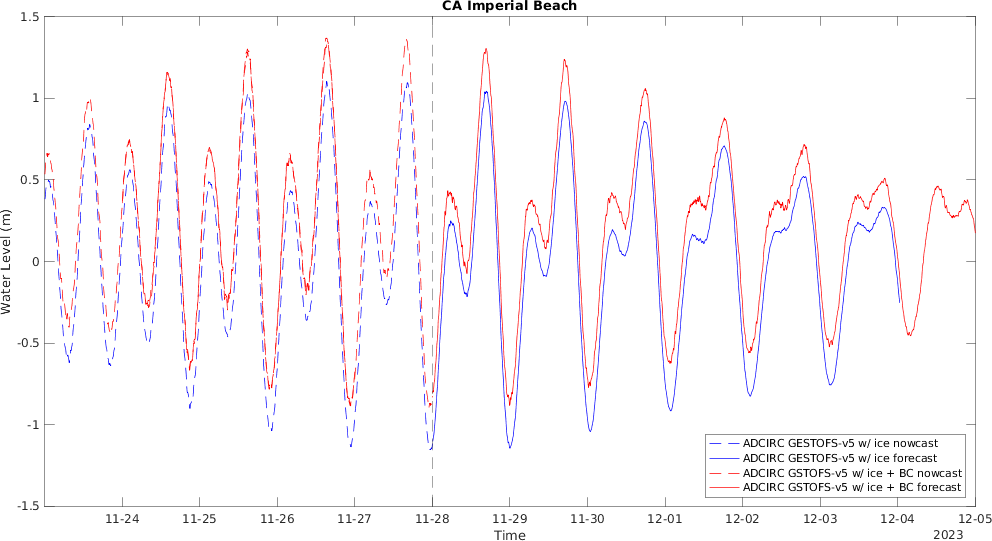 CA Imperial Beach
1.5
1
0.5
0
-0.5
-1
-1.5
Water Level (m)
11-24
11-25
11-26
11-27
11-28
11-29
11-30
12-01
12-02
12-03
12-04
12-05
Time
2023
ADCIRC GESTOFS-v5 w/ ice nowcast
ADCIRC GESTOFS-v5 w/ ice forecast
ADCIRC GSTOFS-v5 w/ ice + BC nowcast
ADCIRC GSTOFS-v5 w/ ice + BC forecast